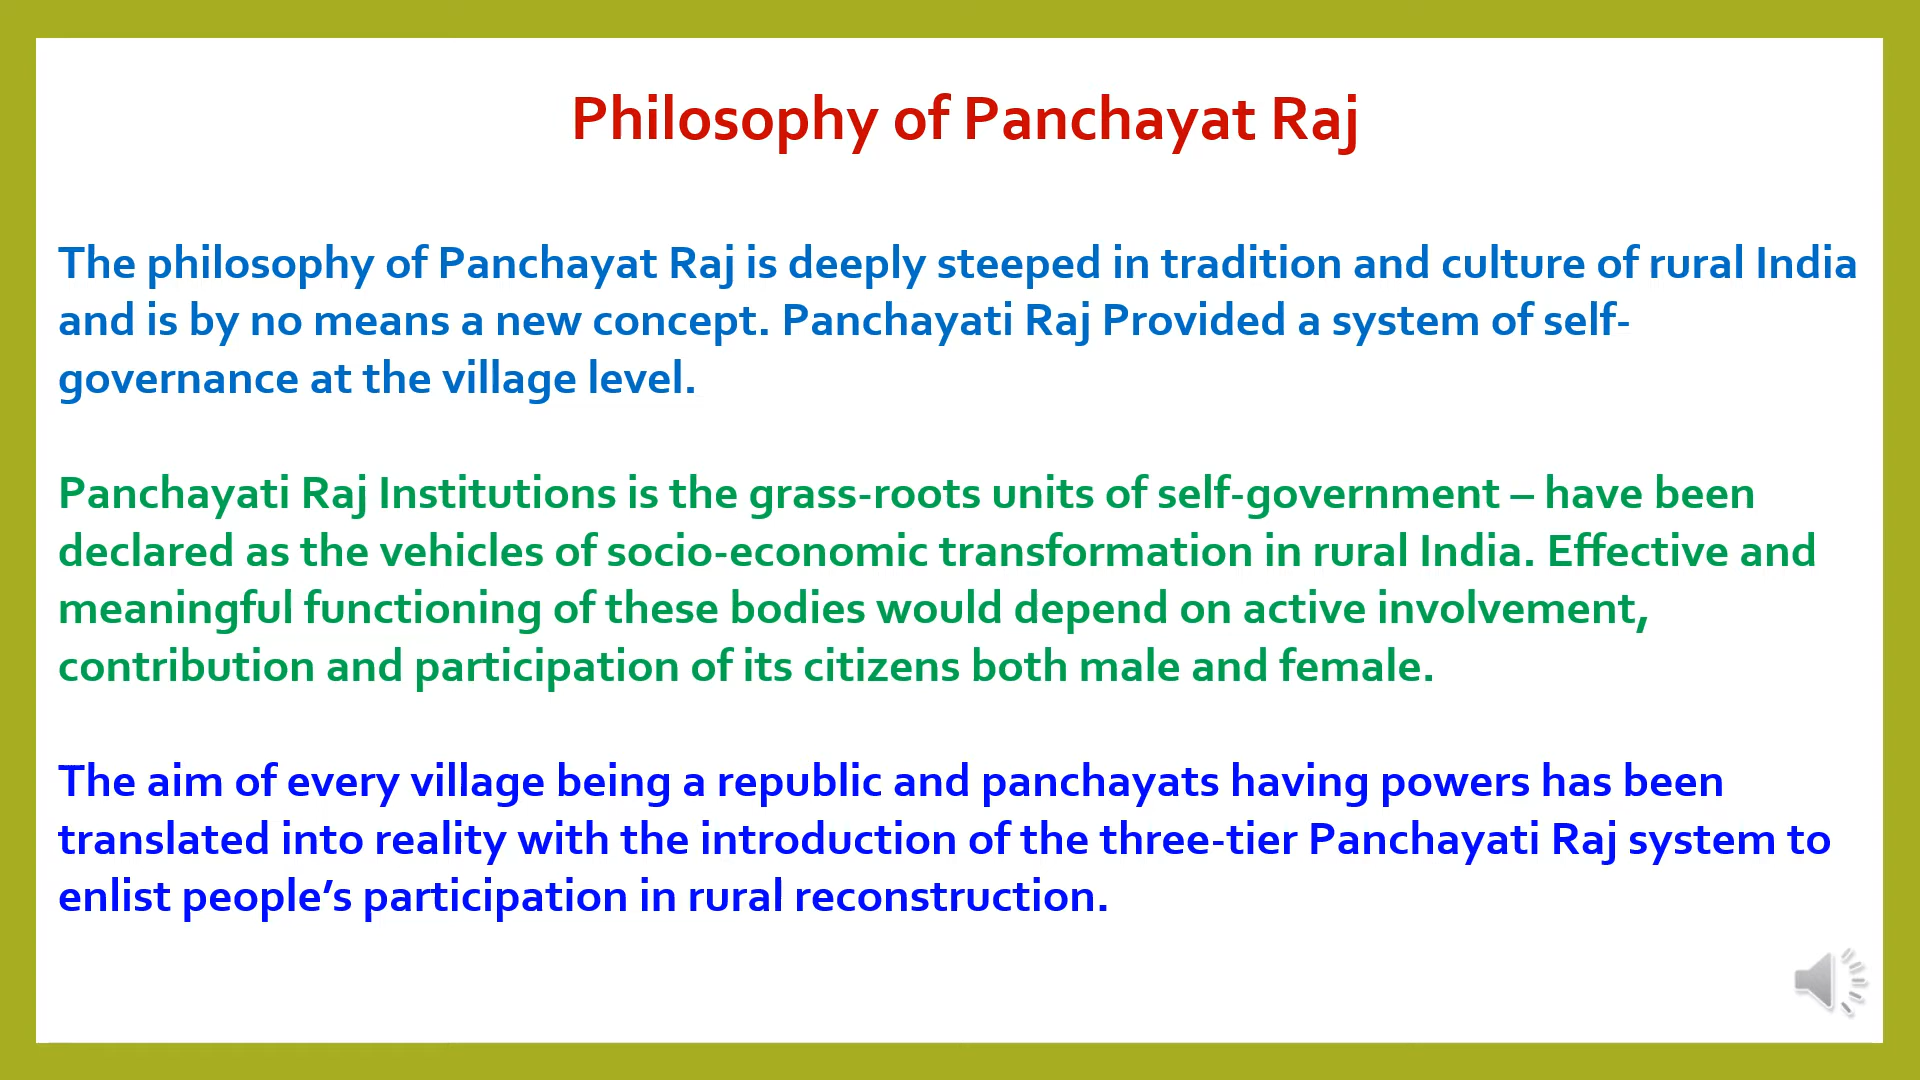 Philosophy of Panchayat Raj
The philosophy of Panchayat Raj is deeply steeped in tradition and culture of rural India
and is by no means a new concept. Panchayati Raj Provided a system of self-
governance at the village level.
Panchayati Raj Institutions is the grass-roots units of self-government – have been
declared as the vehicles of socio-economic transformation in rural India. Effective and
meaningful functioning of these bodies would depend on active involvement,
contribution and participation of its citizens both male and female.
The aim of every village being a republic and panchayats having powers has been
translated into reality with the introduction of the three-tier Panchayati Raj system to
enlist people’s participation in rural reconstruction.